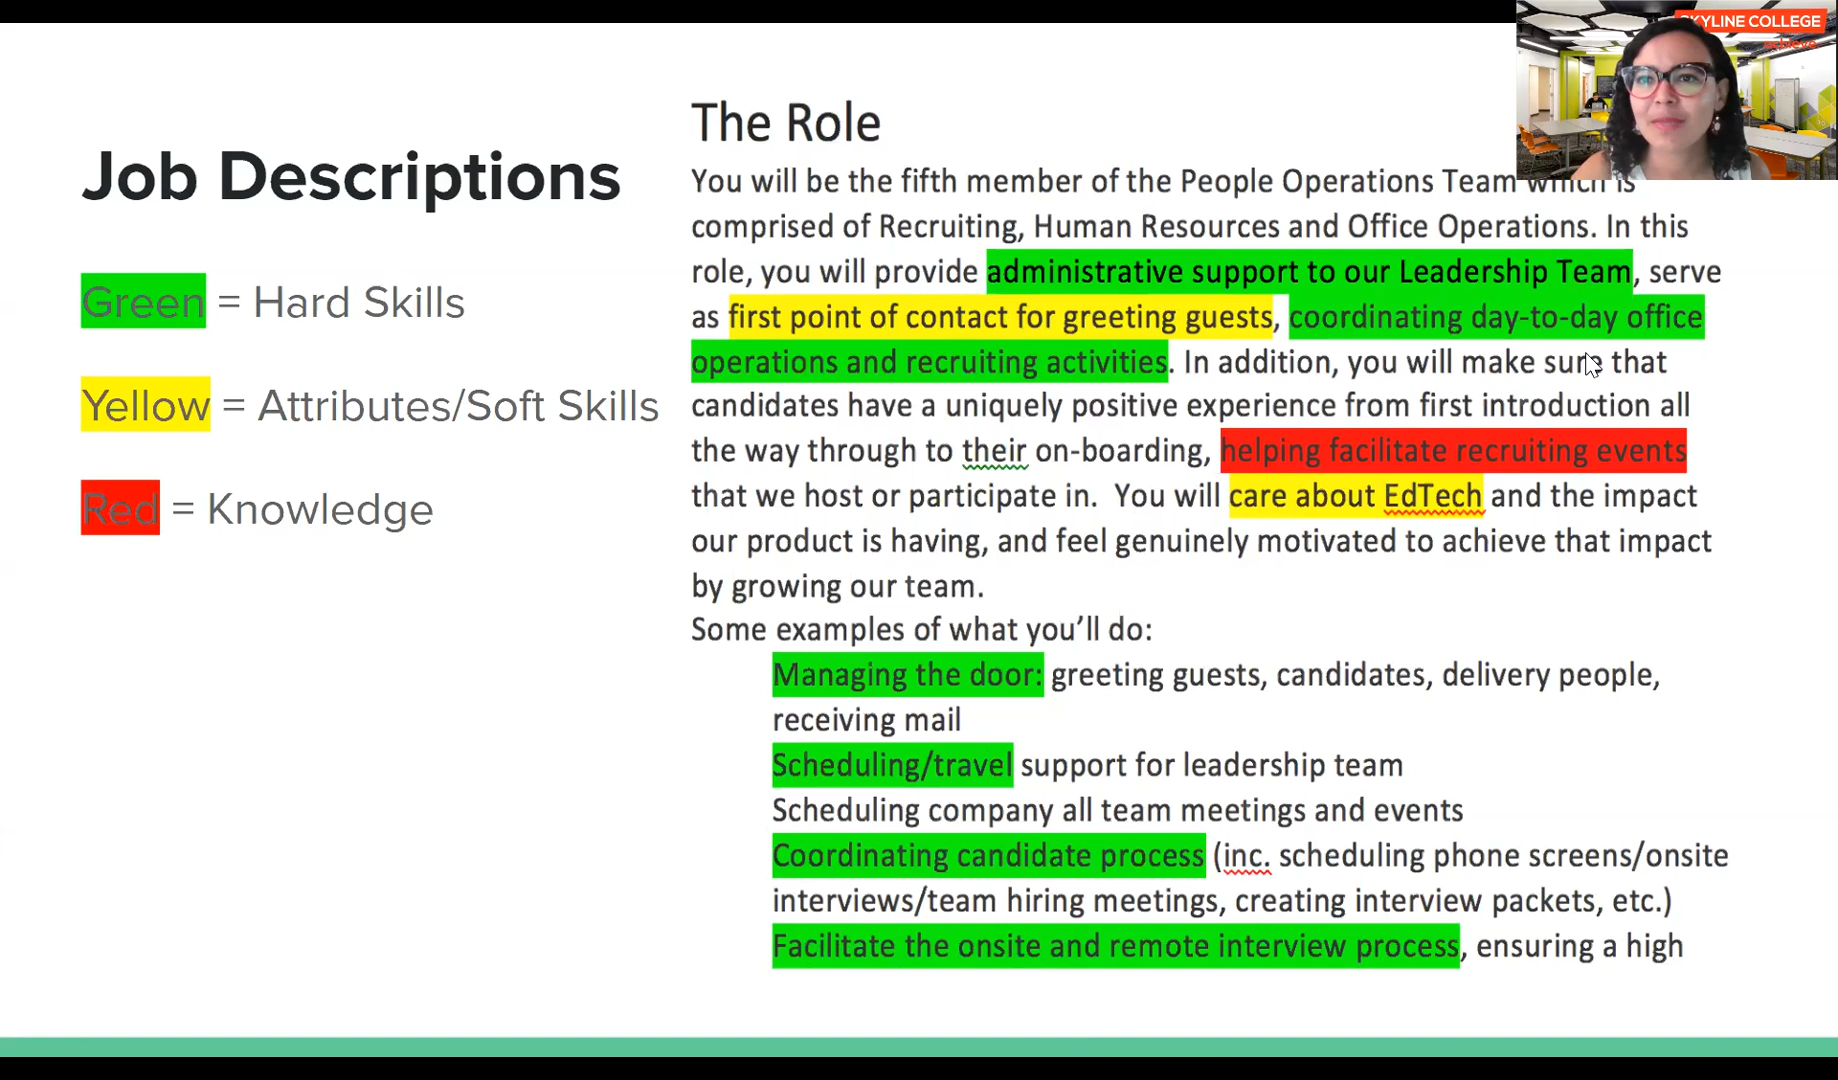 SKYLINE COLLEGE
achieve.
Job Descriptions
Green = Hard Skills
Yellow = Attributes/Soft Skills
Red = Knowledge
The Role
You will be the fifth member of the People Operations Team which is
comprised of Recruiting, Human Resources and Office Operations. In this
role, you will provide administrative support to our Leadership Team, serve
as first point of contact for greeting guests, coordinating day-to-day office
operations and recruiting activities. In addition, you will make sure that
candidates have a uniquely positive experience from first introduction all
the way through to their on-boarding, helping facilitate recruiting events
that we host or participate in.  You will care about EdTech and the impact
our product is having, and feel genuinely motivated to achieve that impact
by growing our team.
Some examples of what you’ll do:
Managing the door: greeting guests, candidates, delivery people,
receiving mail
Scheduling/travel support for leadership team
Scheduling company all team meetings and events
Coordinating candidate process (inc. scheduling phone screens/onsite
interviews/team hiring meetings, creating interview packets, etc.)
Facilitate the onsite and remote interview process, ensuring a high